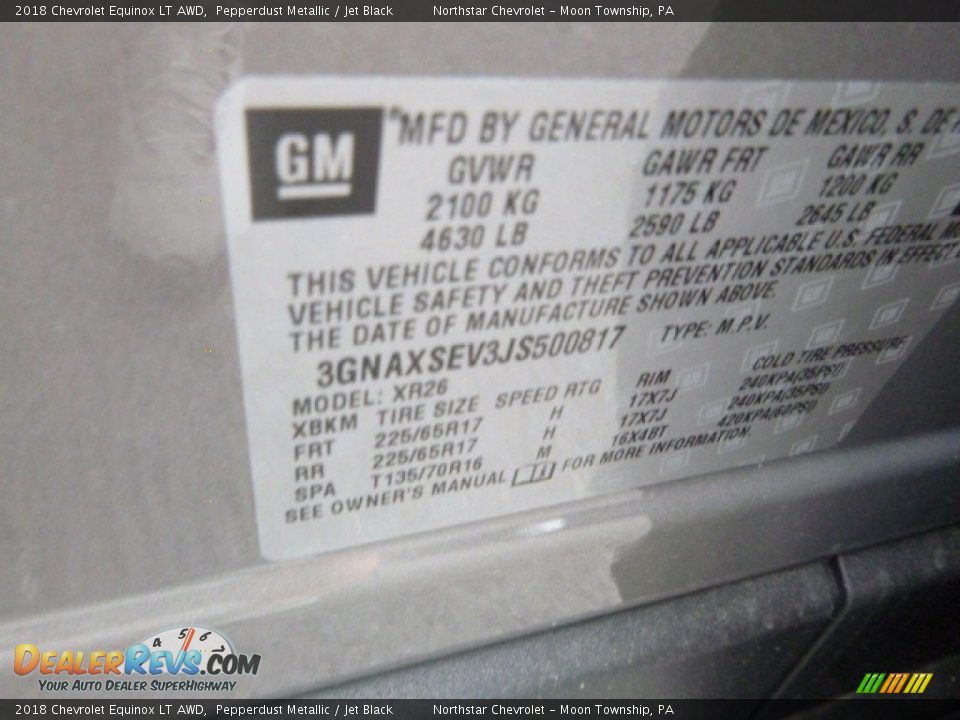 2018 Chevrolet Equinox LT AWD, Pepperdust Metallic / Jet Black Northstar Chevrolet - Moon Township, PA
GM
MFD BY GENERAL MOTORS DE MEXICO, S. DE
GVWR GAWR FRT GAWR RR
2100 KG 1175 KG 1200 KG
4630 LB 2590 LB 2645 LB
THIS VEHICLE CONFORMS TO ALL APPLICABLE U.S. FEDERAL
VEHICLE SAFETY AND THEFT PREVENTION STANDARDS IN EFFECT
THE DATE OF MANUFACTURE SHOWN ABOVE.
3GNAXSEV3JS500817 TYPE: M.P.V.
MODEL: XR26
XBKM TIRE SIZE SPEED RTG RIM COLD TIRE PRESSURE
FRT 225/65R17 H 17X7J 240KPA(35PSI)
RR 225/65R17 H 17X7J 240KPA(35PSI)
SPA T135/70R16 M 16X4BT 420KPA(60PSI)
SEE OWNER'S MANUAL FOR MORE INFORMATION.
4 5 6
DEALERREVS.COM
YOUR AUTO DEALER SUPERHIGHWAY
2018 Chevrolet Equinox LT AWD, Pepperdust Metallic / Jet Black Northstar Chevrolet - Moon Township, PA